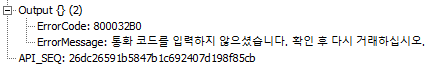 Output {} (2)
ErrorCode: 800032B0
ErrorMessage: 통화 코드를 입력하지 않으셨습니다. 확인 후 다시 거래하십시오.
API_SEQ: 26dc26591b5847b1c692407d198f85cb